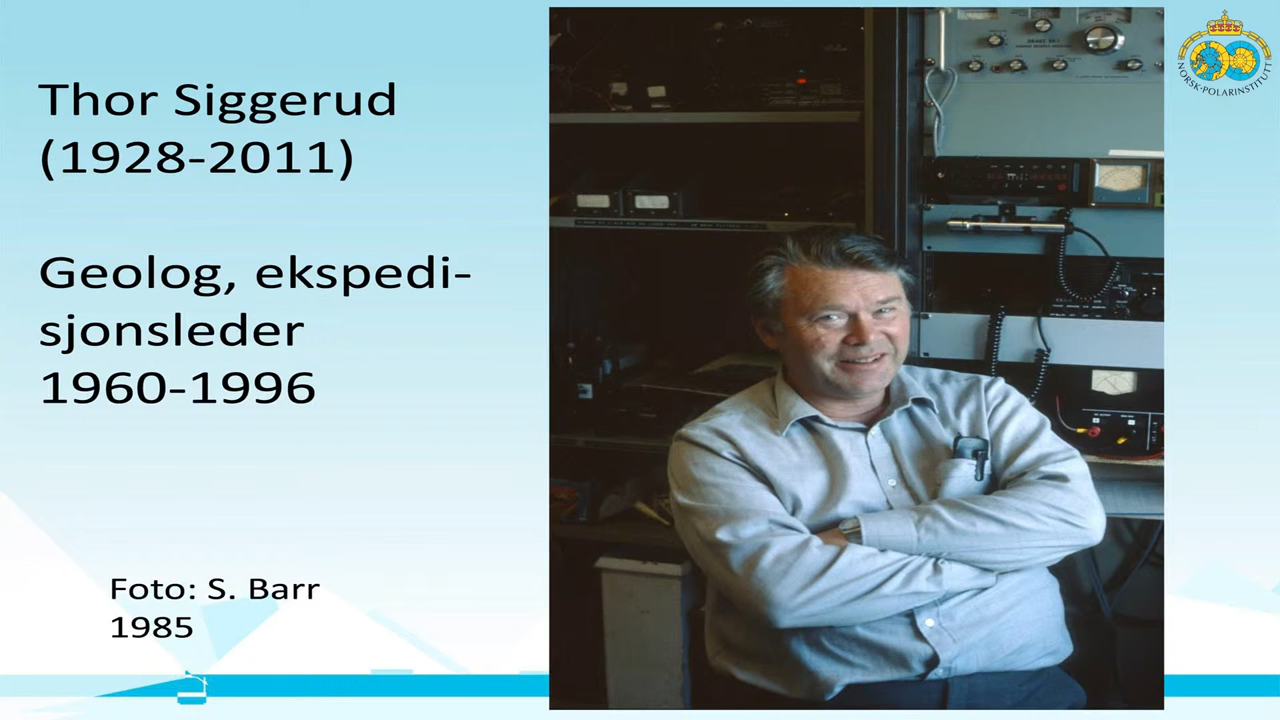 Thor Siggerud
(1928-2011)
Geolog, ekspedi-
sjonsleder
1960-1996
Foto: S. Barr
1985
NORSK-POLARINSTITUTT